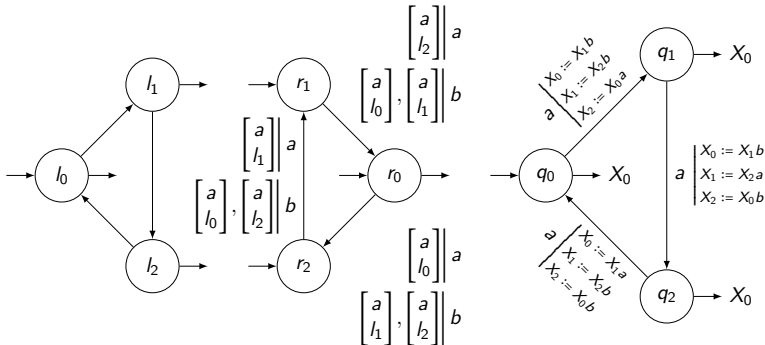 l₀
l₁
l₂
r₁
r₀
r₂
[a l₂] | a
[a l₀] , [a l₁] | b
[a l₁] | a
[a l₀] , [a l₂] | b
[a l₀] | a
[a l₁] , [a l₂] | b
q₀
q₁
q₂
X₀
X₀
X₀
a | X₀ := X₁b
X₁ := X₂b
X₂ := X₀a
a | X₀ := X₁b
X₁ := X₂a
X₂ := X₀b
a | X₀ := X₁a
X₁ := X₂b
X₂ := X₀b